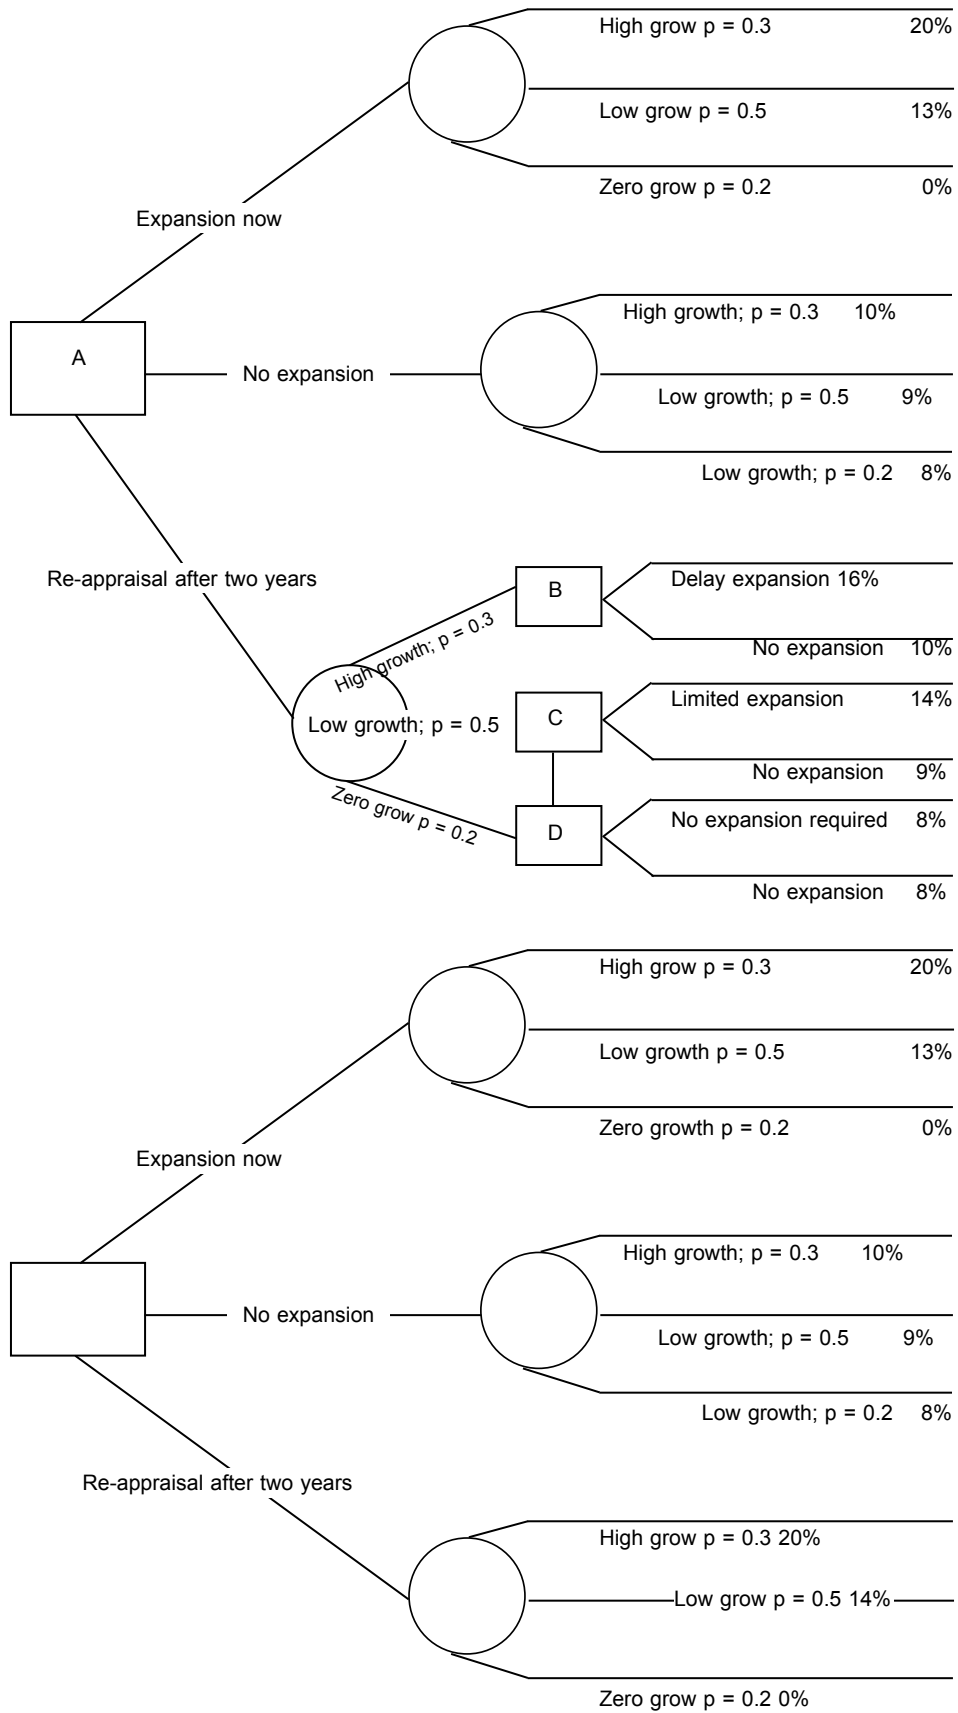 High grow p = 0.3 20%
Low grow p = 0.5 13%
Zero grow p = 0.2 0%
Expansion now
High growth; p = 0.3 10%
A
No expansion
Low growth; p = 0.5 9%
Low growth; p = 0.2 8%
Re-appraisal after two years
B
Delay expansion 16%
High growth; p = 0.3
No expansion 10%
Limited expansion 14%
Low growth; p = 0.5
C
No expansion 9%
Zero grow p = 0.2
D
No expansion required 8%
No expansion 8%
High grow p = 0.3 20%
Low growth p = 0.5 13%
Zero growth p = 0.2 0%
Expansion now
High growth; p = 0.3 10%
No expansion
Low growth; p = 0.5 9%
Low growth; p = 0.2 8%
Re-appraisal after two years
High grow p = 0.3 20%
Low grow p = 0.5 14%
Zero grow p = 0.2 0%